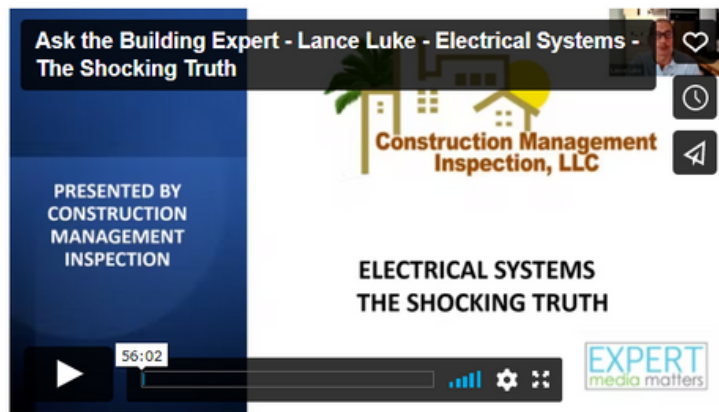 Ask the Building Expert - Lance Luke - Electrical Systems -
The Shocking Truth
Construction Management
Inspection, LLC
PRESENTED BY
CONSTRUCTION
MANAGEMENT
INSPECTION
ELECTRICAL SYSTEMS
THE SHOCKING TRUTH
56:02
EXPERT
media matters